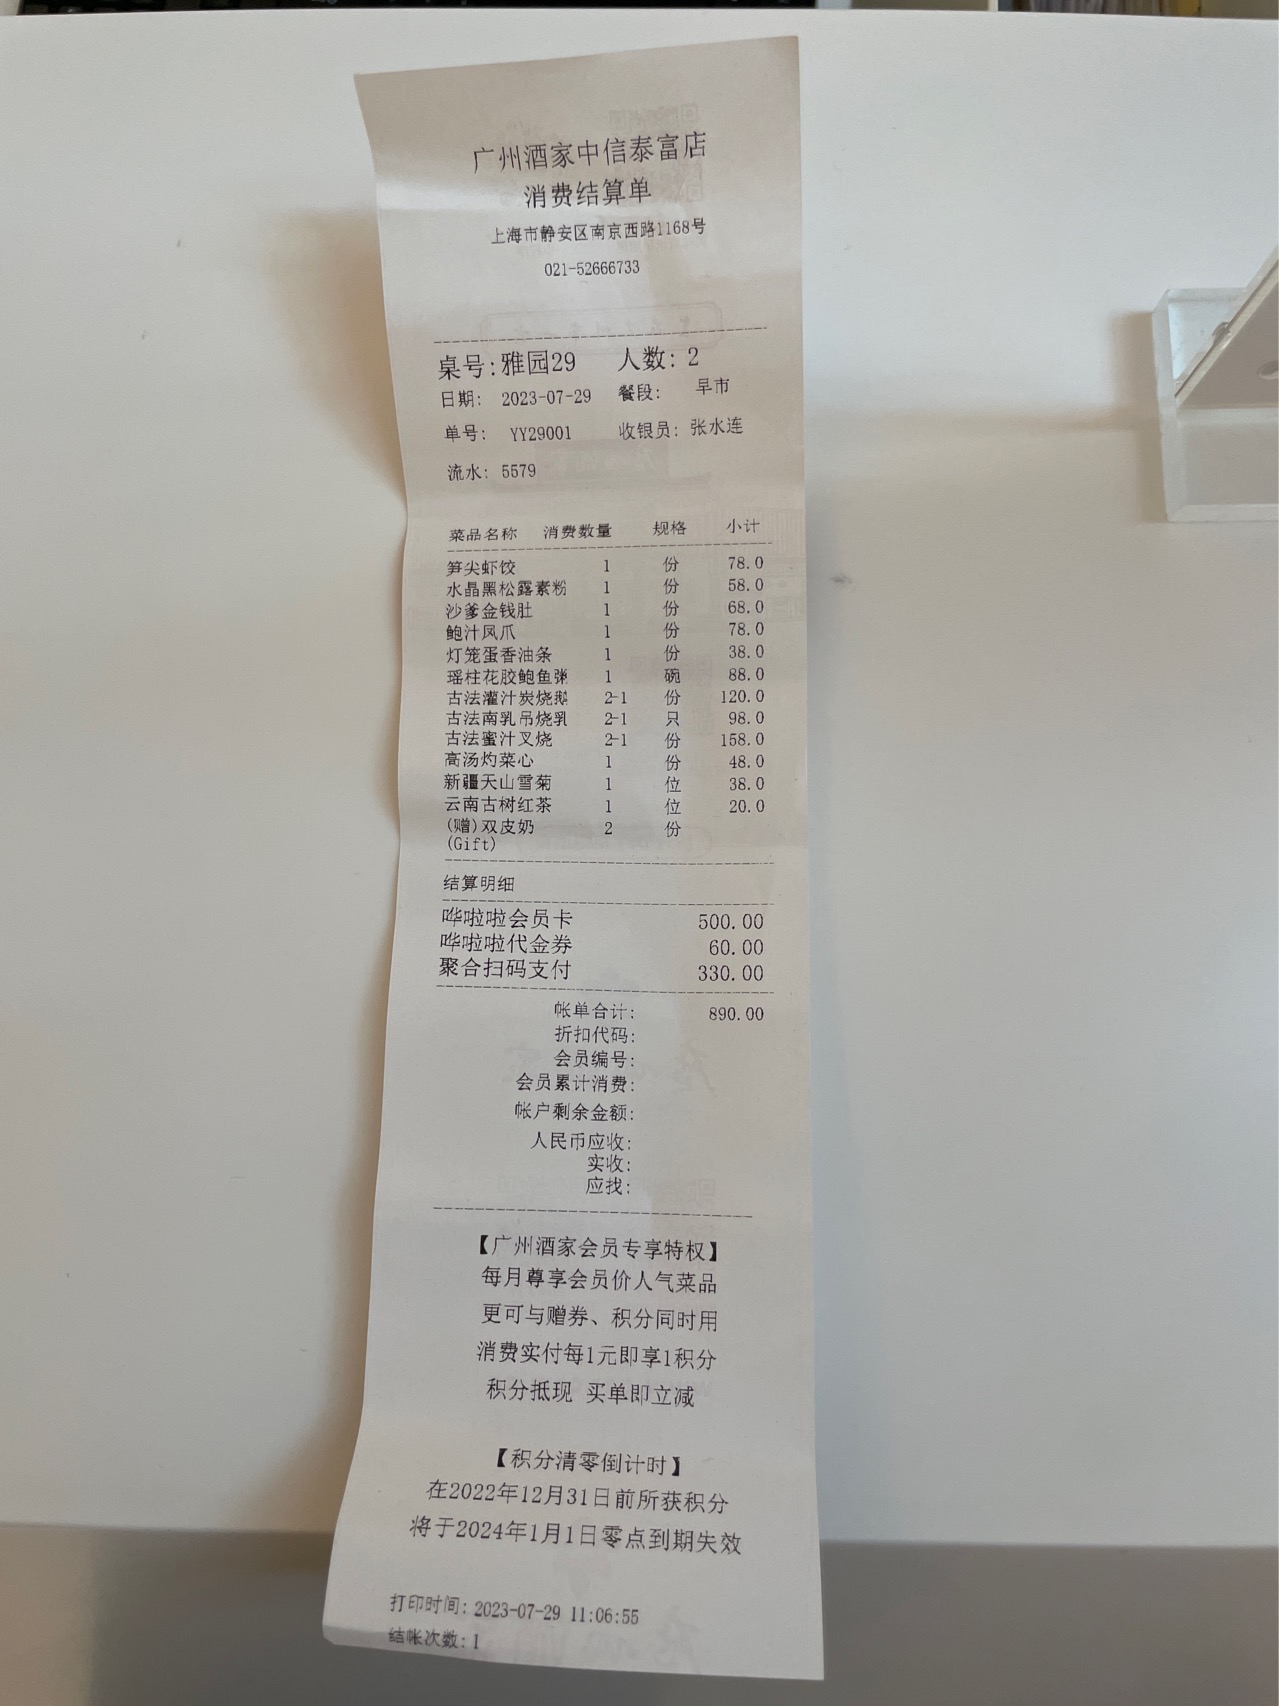 广州酒家中信泰富店
消费结算单
上海市静安区南京西路1168号
021-52666733
桌号:雅园29 人数: 2
日期: 2023-07-29 餐段: 早市
单号: YY29001 收银员: 张水连
流水: 5579
菜品名称 消费数量 规格 小计
笋尖虾饺 1 份 78.0
水晶黑松露素粉 1 份 58.0
沙爹金钱肚 1 份 68.0
鲍汁凤爪 1 份 78.0
灯笼蛋香油条 1 份 38.0
瑶柱花胶鲍鱼粥 1 碗 88.0
古法灌汁炭烧鹅 2-1 份 120.0
古法南乳吊烧乳 2-1 只 98.0
古法蜜汁叉烧 2-1 份 158.0
高汤灼菜心 1 份 48.0
新疆天山雪菊 1 位 38.0
云南古树红茶 1 位 20.0
(赠)双皮奶 2 份
(Gift)
结算明细
哗啦啦会员卡 500.00
哗啦啦代金券 60.00
聚合扫码支付 330.00
帐单合计: 890.00
折扣代码:
会员编号:
会员累计消费:
帐户剩余金额:
人民币应收:
实收:
应找:
【广州酒家会员专享特权】
每月尊享会员价人气菜品
更可与赠券、积分同时用
消费实付每1元即享1积分
积分抵现 买单即立减
【积分清零倒计时】
在2022年12月31日前所获积分
将于2024年1月1日零点到期失效
打印时间: 2023-07-29 11:06:55
结帐次数: 1